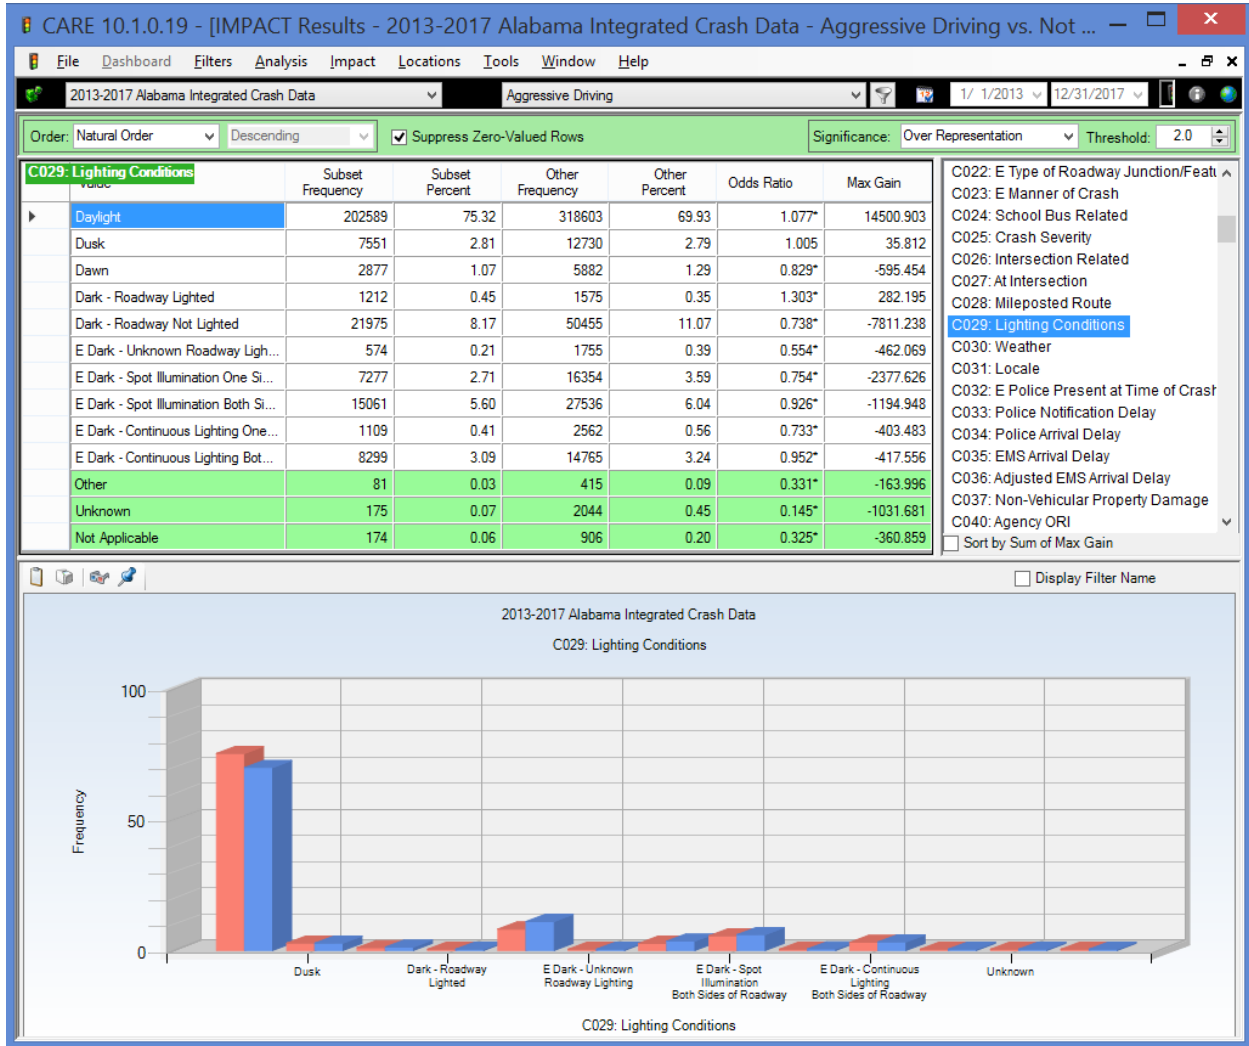 CARE 10.1.0.19 - [IMPACT Results - 2013-2017 Alabama Integrated Crash Data - Aggressive Driving vs. Not ...
File Dashboard Filters Analysis Impact Locations Tools Window Help
2013-2017 Alabama Integrated Crash Data Aggressive Driving 1/ 1/2013 12/31/2017
Order: Natural Order Descending Suppress Zero-Valued Rows Significance: Over Representation Threshold: 2.0
C029: Lighting Conditions
Subset Frequency Subset Percent Other Frequency Other Percent Odds Ratio Max Gain
Daylight 202589 75.32 318603 69.93 1.077* 14500.903
Dusk 7551 2.81 12730 2.79 1.005 35.812
Dawn 2877 1.07 5882 1.29 0.829* -595.454
Dark - Roadway Lighted 1212 0.45 1575 0.35 1.303* 282.195
Dark - Roadway Not Lighted 21975 8.17 50455 11.07 0.738* -7811.238
E Dark - Unknown Roadway Ligh... 574 0.21 1755 0.39 0.554* -462.069
E Dark - Spot Illumination One Si... 7277 2.71 16354 3.59 0.754* -2377.626
E Dark - Spot Illumination Both Si... 15061 5.60 27536 6.04 0.926* -1194.948
E Dark - Continuous Lighting One... 1109 0.41 2562 0.56 0.733* -403.483
E Dark - Continuous Lighting Bot... 8299 3.09 14765 3.24 0.952* -417.556
Other 81 0.03 415 0.09 0.331* -163.996
Unknown 175 0.07 2044 0.45 0.145* -1031.681
Not Applicable 174 0.06 906 0.20 0.325* -360.859
C022: E Type of Roadway Junction/Featu
C023: E Manner of Crash
C024: School Bus Related
C025: Crash Severity
C026: Intersection Related
C027: At Intersection
C028: Mileposted Route
C029: Lighting Conditions
C030: Weather
C031: Locale
C032: E Police Present at Time of Crash
C033: Police Notification Delay
C034: Police Arrival Delay
C035: EMS Arrival Delay
C036: Adjusted EMS Arrival Delay
C037: Non-Vehicular Property Damage
C040: Agency ORI
Sort by Sum of Max Gain
Display Filter Name
2013-2017 Alabama Integrated Crash Data
C029: Lighting Conditions
100
50
0
Frequency
Dusk
Dark - Roadway
Lighted
E Dark - Unknown
Roadway Lighting
E Dark - Spot
Illumination
Both Sides of Roadway
E Dark - Continuous
Lighting
Both Sides of Roadway
Unknown
C029: Lighting Conditions